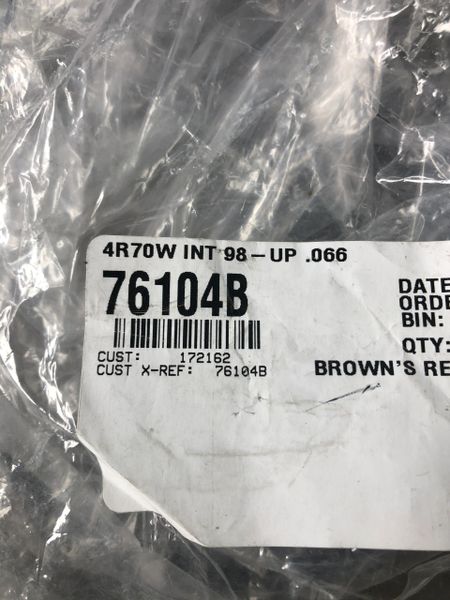 4R70W INT 98-UP .066
76104B
CUST: 172162
CUST X-REF: 76104B
DATE
ORDE
BIN:
QTY:
BROWN'S RE